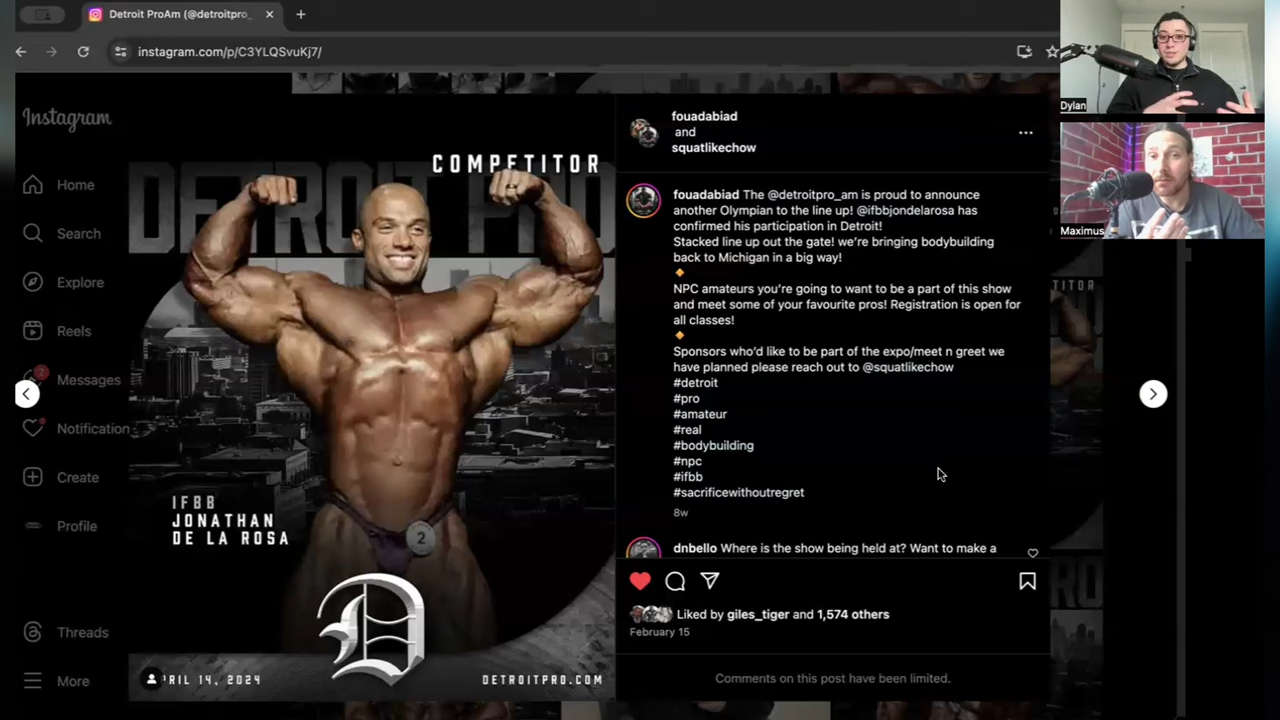 Detroit ProAm (@detroitpro_
instagram.com/p/C3YLQSvuKj7/
Dylan
Maximus
Instagram
Home
Search
Explore
Reels
2
Messages
Notification
Create
Profile
Threads
More
COMPETITOR
DETROIT PRO
2
IFBB
JONATHAN
DE LA ROSA
D
RIL 14, 2024
DETROITPRO.COM
fouadabiad
and
squatlikechow
fouadabiad The @detroitpro_am is proud to announce
another Olympian to the line up! @ifbbjondelarosa has
confirmed his participation in Detroit!
Stacked line up out the gate! we’re bringing bodybuilding
back to Michigan in a big way!
NPC amateurs you’re going to want to be a part of this show
and meet some of your favourite pros! Registration is open for
all classes!
Sponsors who’d like to be part of the expo/meet n greet we
have planned please reach out to @squatlikechow
#detroit
#pro
#amateur
#real
#bodybuilding
#npc
#ifbb
#sacrificewithoutregret
8w
dnbello Where is the show being held at? Want to make a
Liked by giles_tiger and 1,574 others
February 15
Comments on this post have been limited.